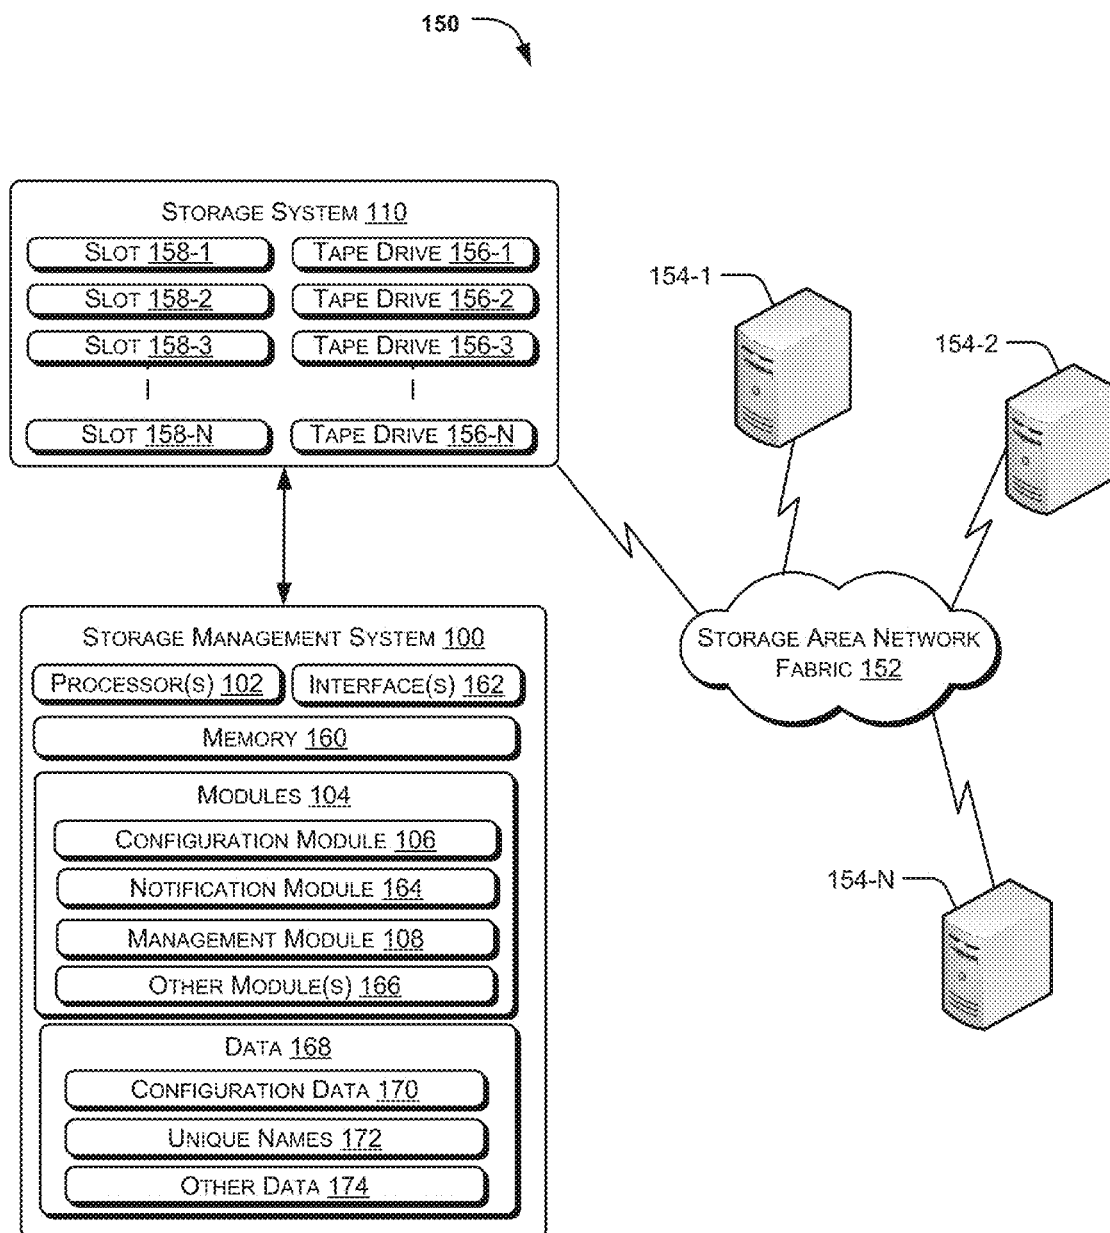 150
STORAGE SYSTEM 110
SLOT 158-1 TAPE DRIVE 156-1
SLOT 158-2 TAPE DRIVE 156-2
SLOT 158-3 TAPE DRIVE 156-3
SLOT 158-N TAPE DRIVE 156-N
154-1
154-2
STORAGE AREA NETWORK
FABRIC 152
154-N
STORAGE MANAGEMENT SYSTEM 100
PROCESSOR(S) 102 INTERFACE(S) 162
MEMORY 160
MODULES 104
CONFIGURATION MODULE 106
NOTIFICATION MODULE 164
MANAGEMENT MODULE 108
OTHER MODULE(S) 166
DATA 168
CONFIGURATION DATA 170
UNIQUE NAMES 172
OTHER DATA 174